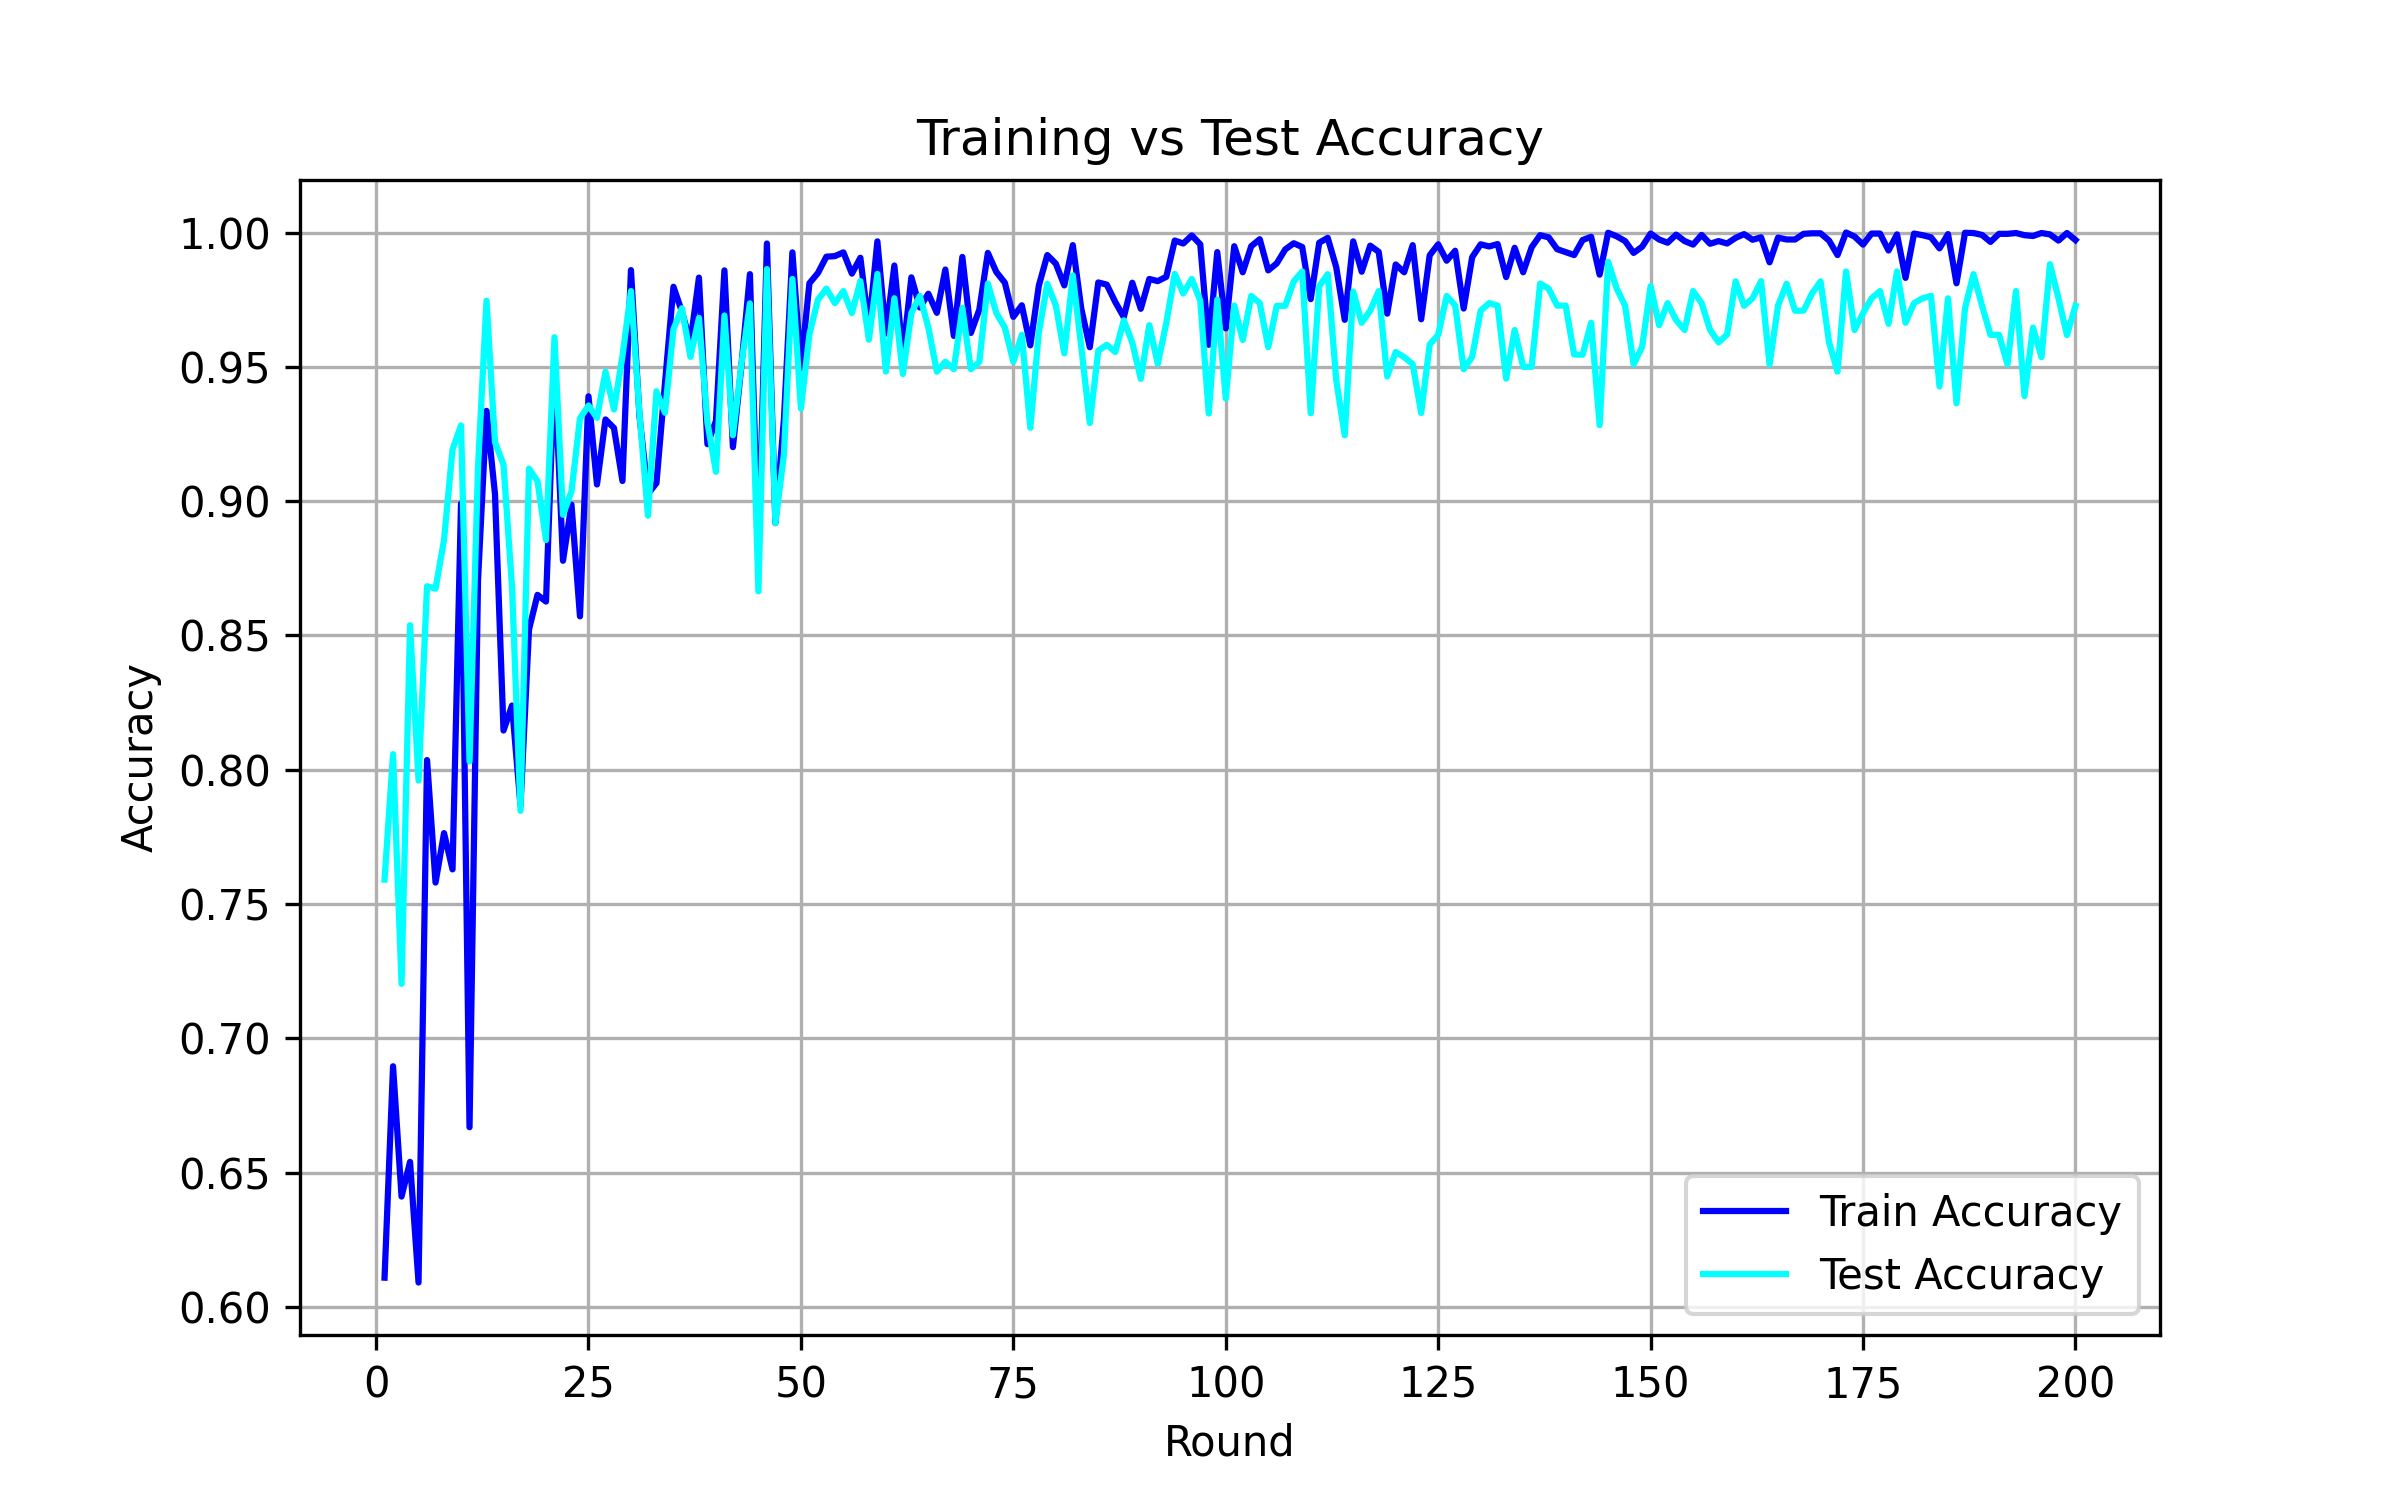 Training vs Test Accuracy
1.00
0.95
0.90
0.85
0.80
0.75
0.70
0.65
0.60
Accuracy
0 25 50 75 100 125 150 175 200
Round
Train Accuracy
Test Accuracy